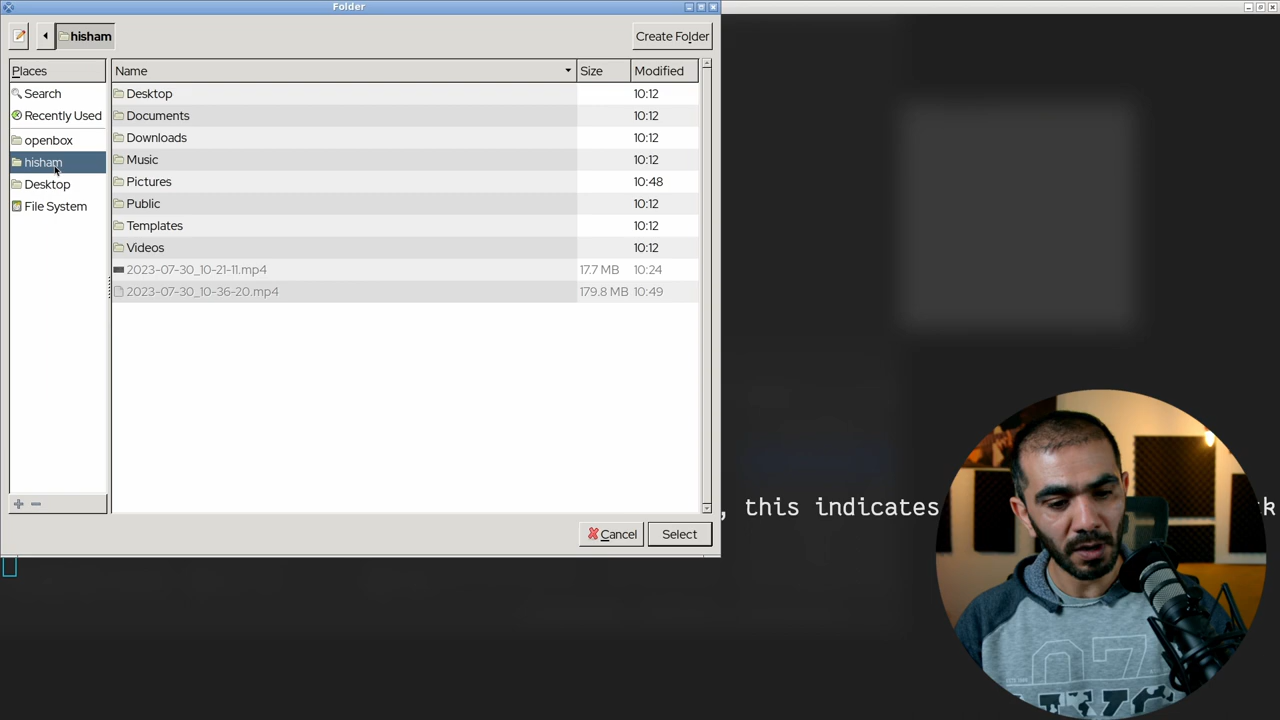 Folder
hisham
Create Folder
Places
Search
Recently Used
openbox
hisham
Desktop
File System
Name Size Modified
Desktop 10:12
Documents 10:12
Downloads 10:12
Music 10:12
Pictures 10:48
Public 10:12
Templates 10:12
Videos 10:12
2023-07-30_10-21-11.mp4 17.7 MB 10:24
2023-07-30_10-36-20.mp4 179.8 MB 10:49
Cancel Select
, this indicates
07